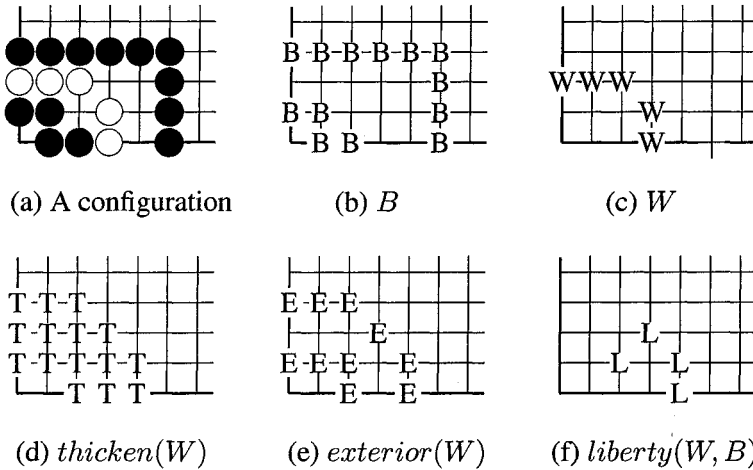 B B B B B B
B W W W
B B B W
B B B W
(a) A configuration (b) B (c) W
T T T E E E
T T T T E L
T T T T T E E E E L L
T T T E E L
(d) thicken(W) (e) exterior(W) (f) liberty(W, B)